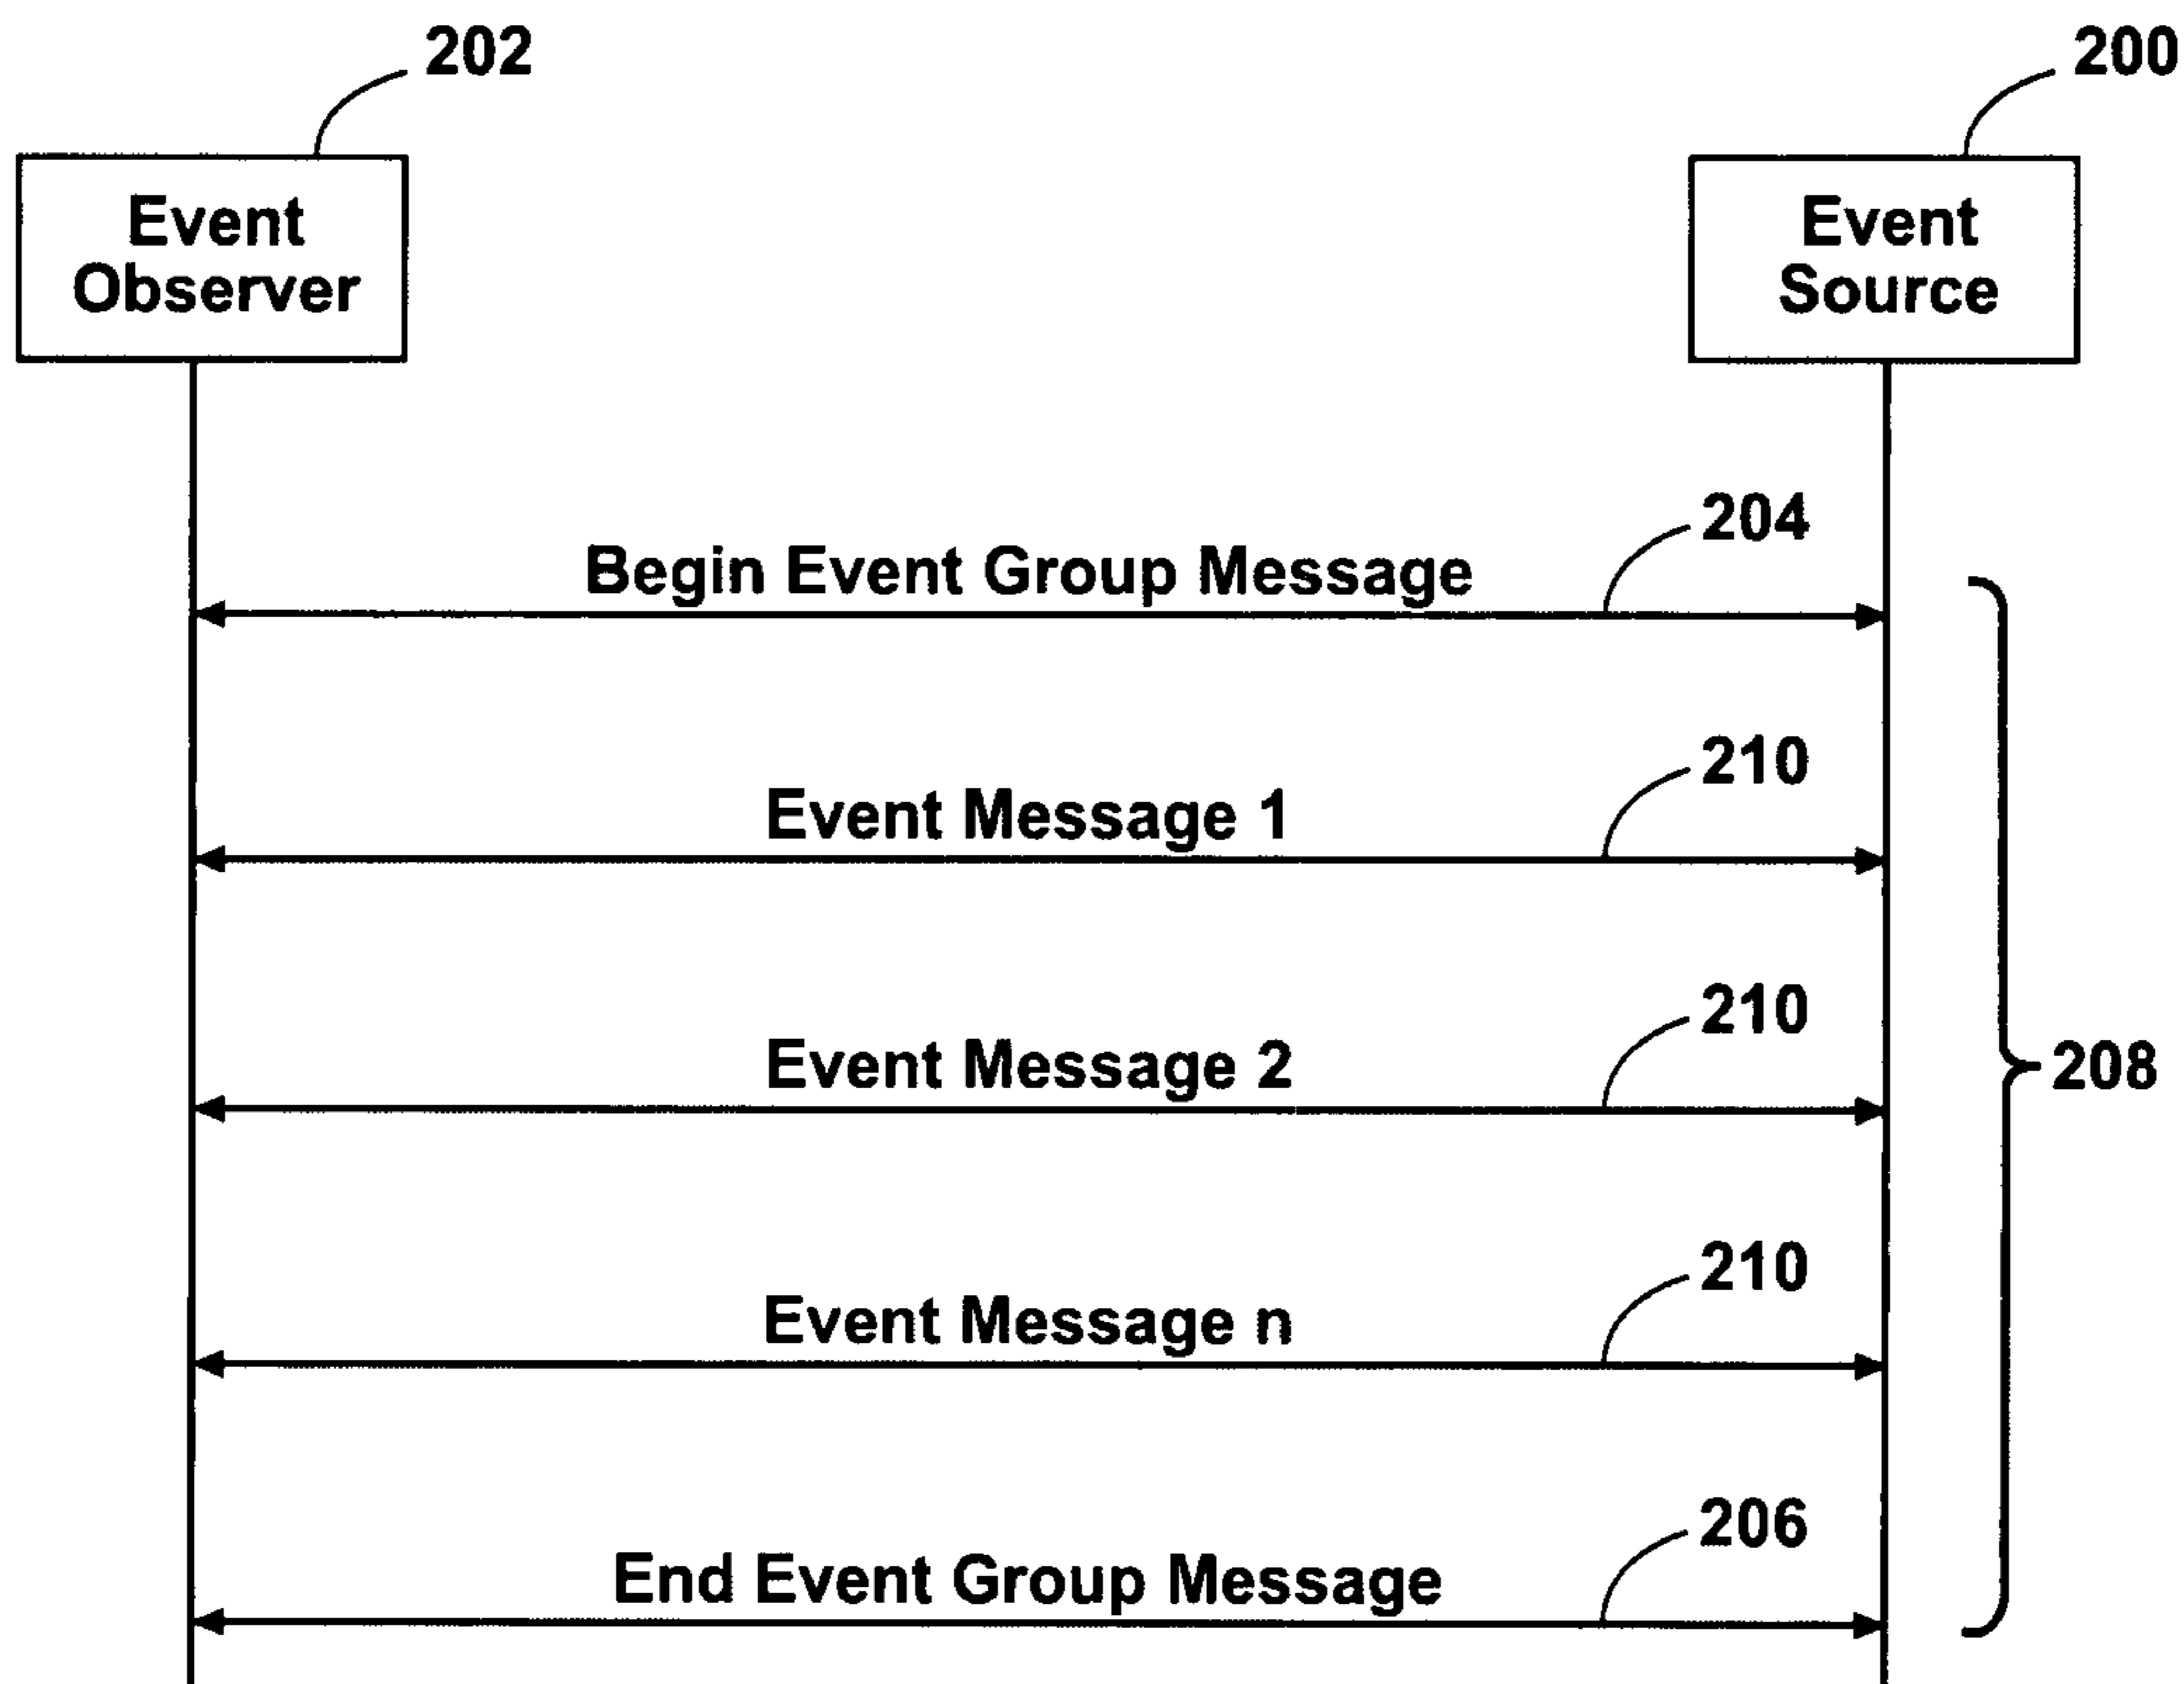 202
200
Event
Observer
Event
Source
204
Begin Event Group Message
210
Event Message 1
210
Event Message 2
208
210
Event Message n
206
End Event Group Message